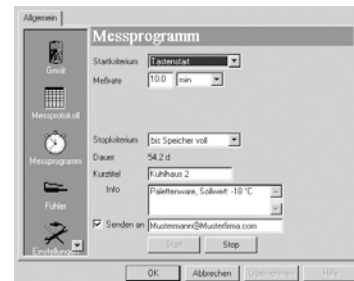 Allgemein
Messprogramm
Gerät
Messprotokoll
Messprogramm
Fühler
Einstellungen
Startkriterium Tastenstart
Meßrate 10.0 min
Stopkriterium bis Speicher voll
Dauer 54.2 d
Kurztitel Kühlhaus 2
Info Palettenware, Sollwert: -18 °C
Senden an Mustermann@Musterfirma.com
Start Stop
OK Abbrechen Übernehmen Hilfe